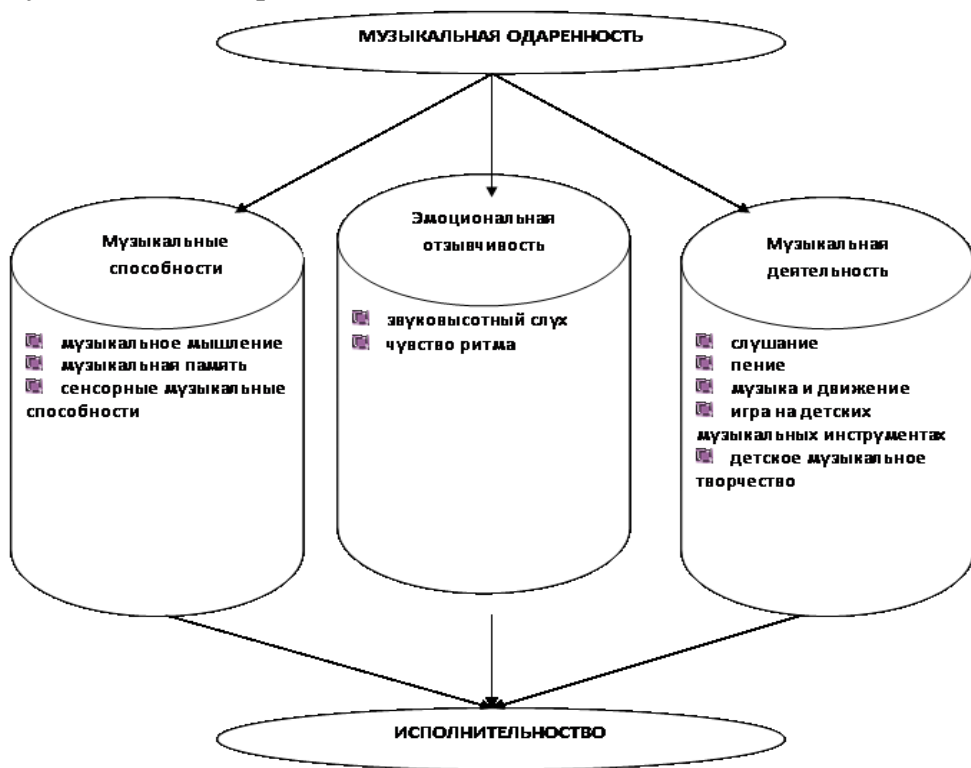 МУЗЫКАЛЬНАЯ ОДАРЕННОСТЬ
Музыкальные
способности
музыкальное мышление
музыкальная память
сенсорные музыкальные
способности
Эмоциональная
отзывчивость
звуковысотный слух
чувство ритма
Музыкальная
деятельность
слушание
пение
музыка и движение
игра на детских
музыкальных инструментах
детское музыкальное
творчество
ИСПОЛНИТЕЛЬНОСТВО